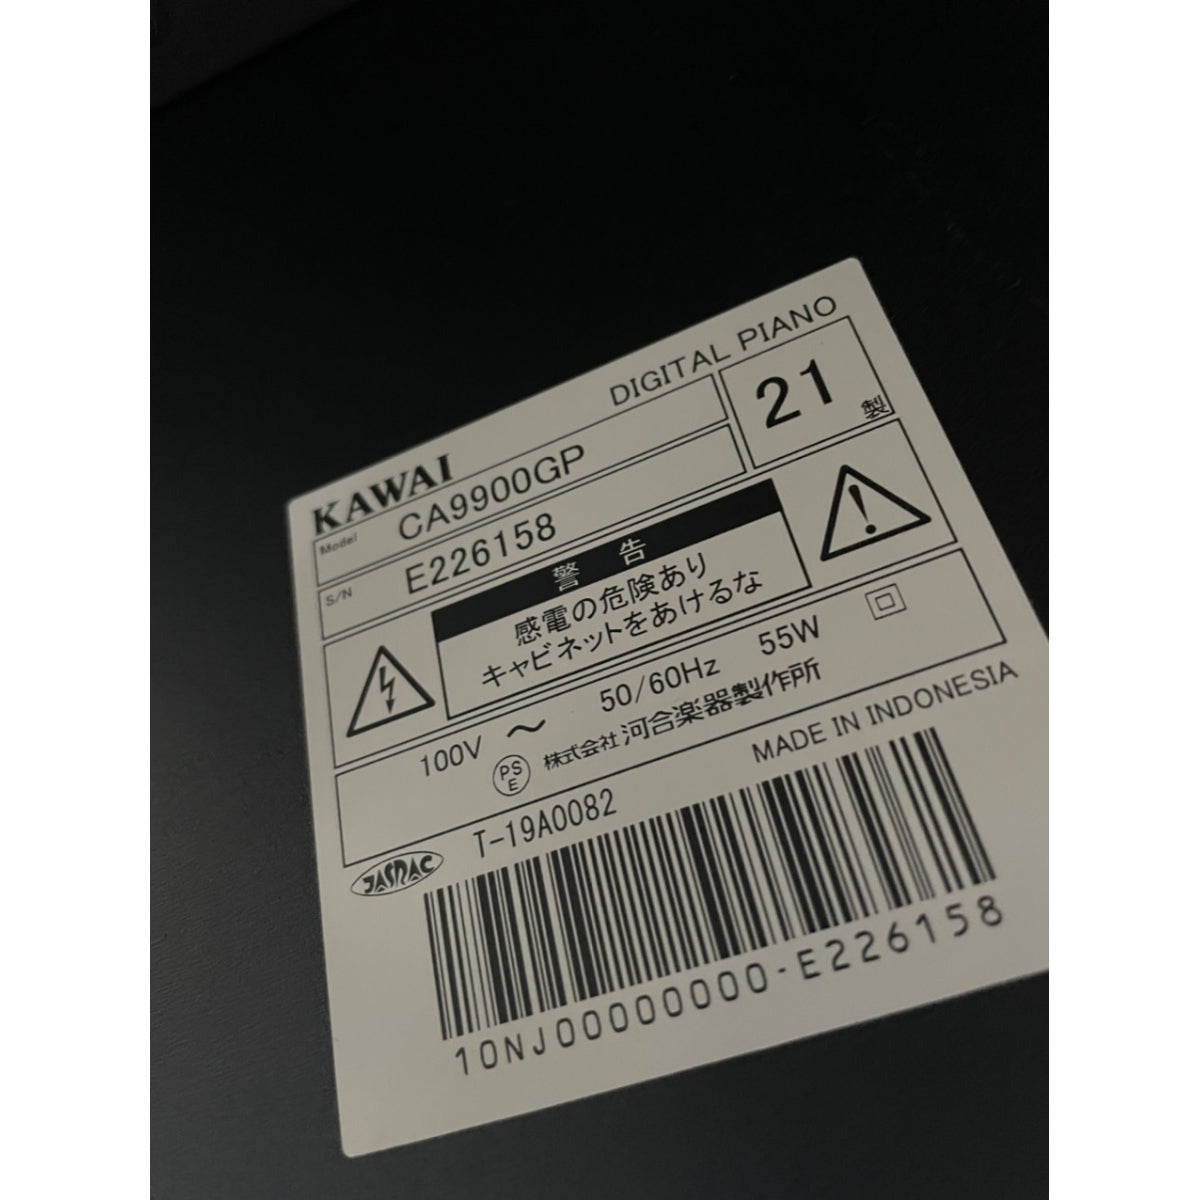 KAWAI DIGITAL PIANO
Model CA9900GP
21 製
S/N E226158
警告
感電の危険あり
キャビネットをあけるな
100V ～ 50/60Hz 55W
PSE 株式会社 河合楽器製作所
MADE IN INDONESIA
JASRAC T-19A0082
10NJ00000000-E226158